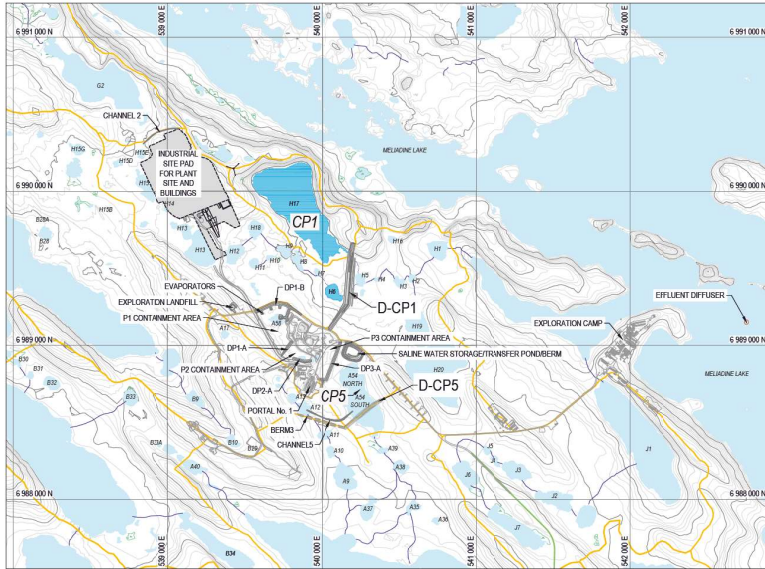 539 000 E
540 000 E
541 000 E
542 000 E
6 991 000 N
6 991 000 N
G2
CHANNEL 2
MELIADINE LAKE
H15G
H15E
H15D
INDUSTRIAL
SITE PAD
FOR PLANT
SITE AND
BUILDINGS
6 990 000 N
6 990 000 N
H15B
H14
H17
CP1
B28A
B28
H13
H13
H12
H18
H9
H10
H11
H8
H7
H16
H1
H5
H4
H3
H2
H6
EVAPORATORS
DP1-B
D-CP1
EXPLORATON LANDFILL
P1 CONTAINMENT AREA
A17
A58
H19
EFFLUENT DIFFUSER
EXPLORATION CAMP
P3 CONTAINMENT AREA
6 989 000 N
6 989 000 N
DP1-A
SALINE WATER STORAGE/TRANSFER POND/BERM
B30
B31
B32
P2 CONTAINMENT AREA
DP3-A
H20
MELIADINE LAKE
DP2-A
A54
NORTH
D-CP5
B33
B9
PORTAL No. 1
A13
CP5
A54
SOUTH
A12
BERM3
CHANNEL5
A11
B3A
B10
A40
A10
A39
A38
J5
J3
J6
J1
6 988 000 N
6 988 000 N
A9
A37
A35
A36
J2
J7
B34
539 000 E
540 000 E
541 000 E
542 000 E